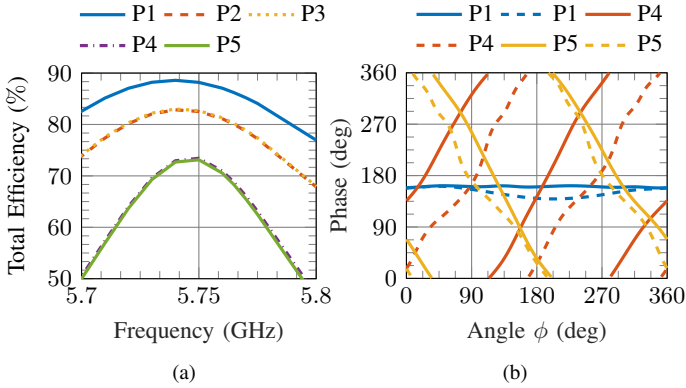 P1 P2 P3
P4 P5
90
80
70
60
50
5.7 5.75 5.8
Total Efficiency (%)
Frequency (GHz)
(a)
P1 P1 P4
P4 P5 P5
360
270
180
90
0
0 90 180 270 360
Phase (deg)
Angle ϕ (deg)
(b)